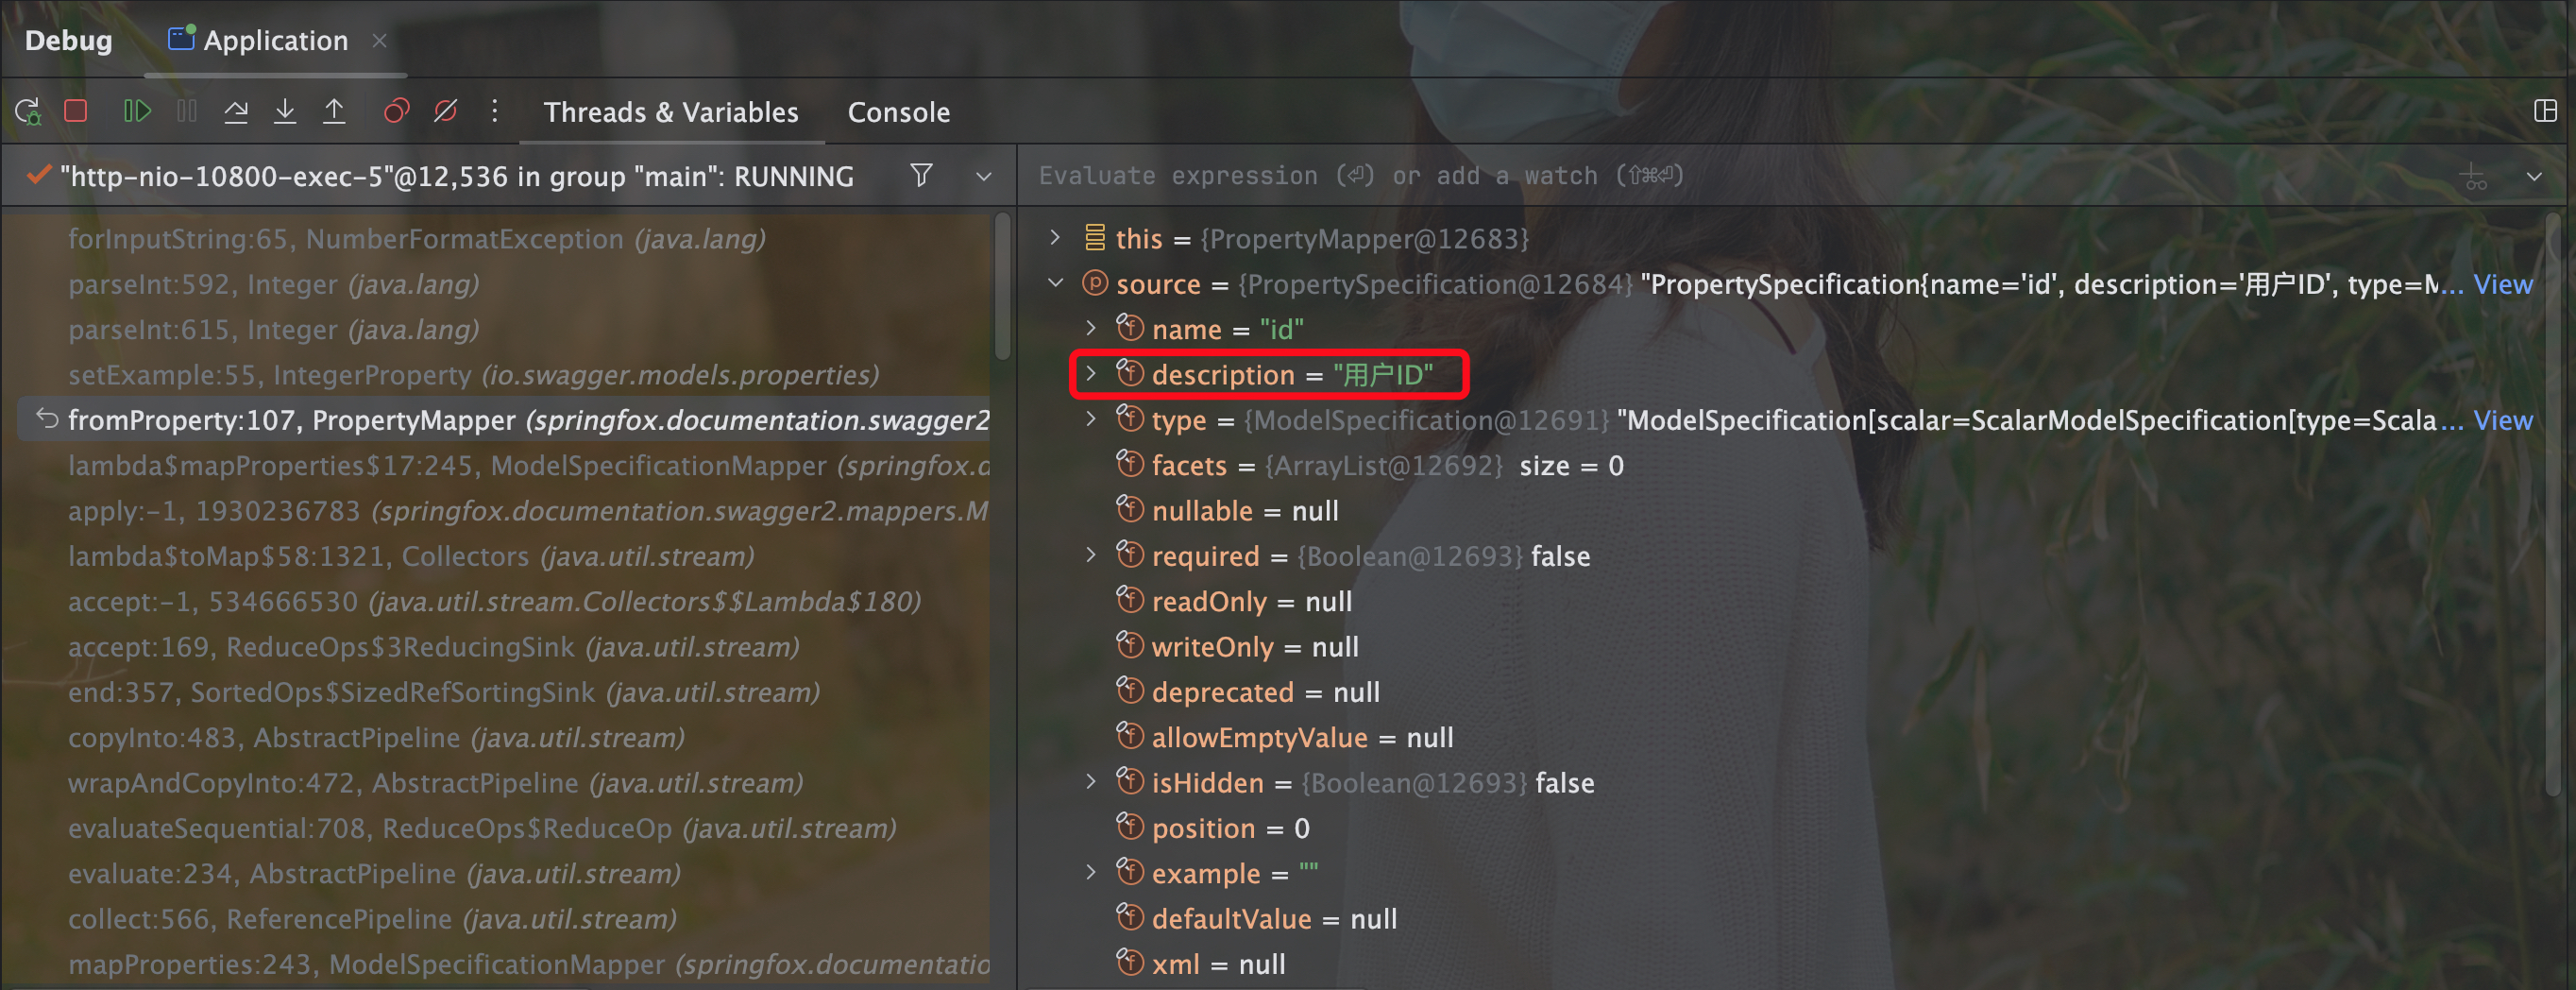 Debug Application
Threads & Variables Console
"http-nio-10800-exec-5"@12,536 in group "main": RUNNING
forInputString:65, NumberFormatException (java.lang)
parseInt:592, Integer (java.lang)
parseInt:615, Integer (java.lang)
setExample:55, IntegerProperty (io.swagger.models.properties)
fromProperty:107, PropertyMapper (springfox.documentation.swagger2
lambda$mapProperties$17:245, ModelSpecificationMapper (springfox.d
apply:-1, 1930236783 (springfox.documentation.swagger2.mappers.M
lambda$toMap$58:1321, Collectors (java.util.stream)
accept:-1, 534666530 (java.util.stream.Collectors$$Lambda$180)
accept:169, ReduceOps$3ReducingSink (java.util.stream)
end:357, SortedOps$SizedRefSortingSink (java.util.stream)
copyInto:483, AbstractPipeline (java.util.stream)
wrapAndCopyInto:472, AbstractPipeline (java.util.stream)
evaluateSequential:708, ReduceOps$ReduceOp (java.util.stream)
evaluate:234, AbstractPipeline (java.util.stream)
collect:566, ReferencePipeline (java.util.stream)
mapProperties:243, ModelSpecificationMapper (springfox.documentatio
Evaluate expression (⏎) or add a watch (⇧⌘⏎)
this = {PropertyMapper@12683}
source = {PropertySpecification@12684} "PropertySpecification{name='id', description='用户ID', type=M... View
name = "id"
description = "用户ID"
type = {ModelSpecification@12691} "ModelSpecification[scalar=ScalarModelSpecification[type=Scala... View
facets = {ArrayList@12692} size = 0
nullable = null
required = {Boolean@12693} false
readOnly = null
writeOnly = null
deprecated = null
allowEmptyValue = null
isHidden = {Boolean@12693} false
position = 0
example = ""
defaultValue = null
xml = null